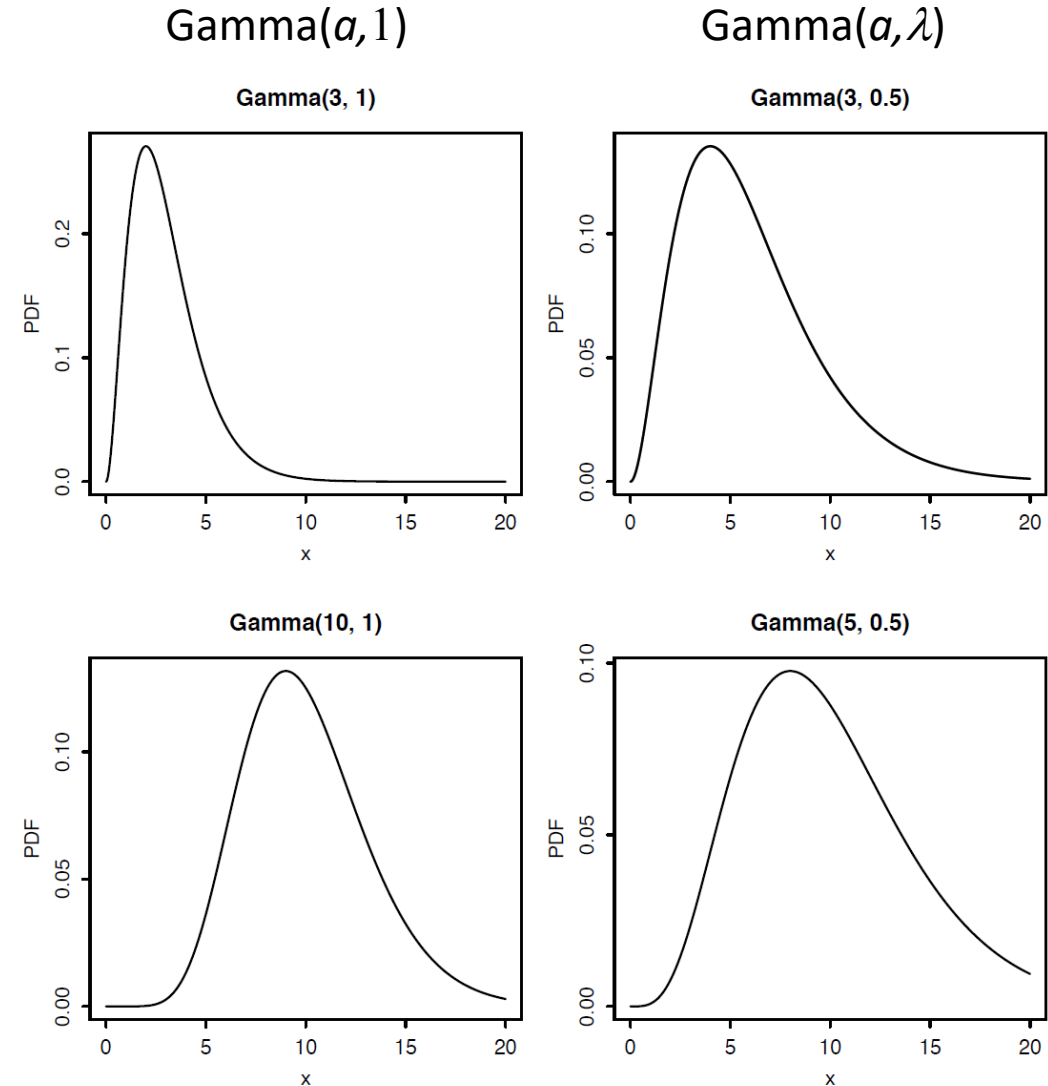 Gamma(a,1)
Gamma(a,λ)
Gamma(3, 1)
PDF
0.0 0.1 0.2
0 5 10 15 20
x
Gamma(3, 0.5)
PDF
0.00 0.05 0.10
0 5 10 15 20
x
Gamma(10, 1)
PDF
0.00 0.05 0.10
0 5 10 15 20
x
Gamma(5, 0.5)
PDF
0.00 0.05 0.10
0 5 10 15 20
x